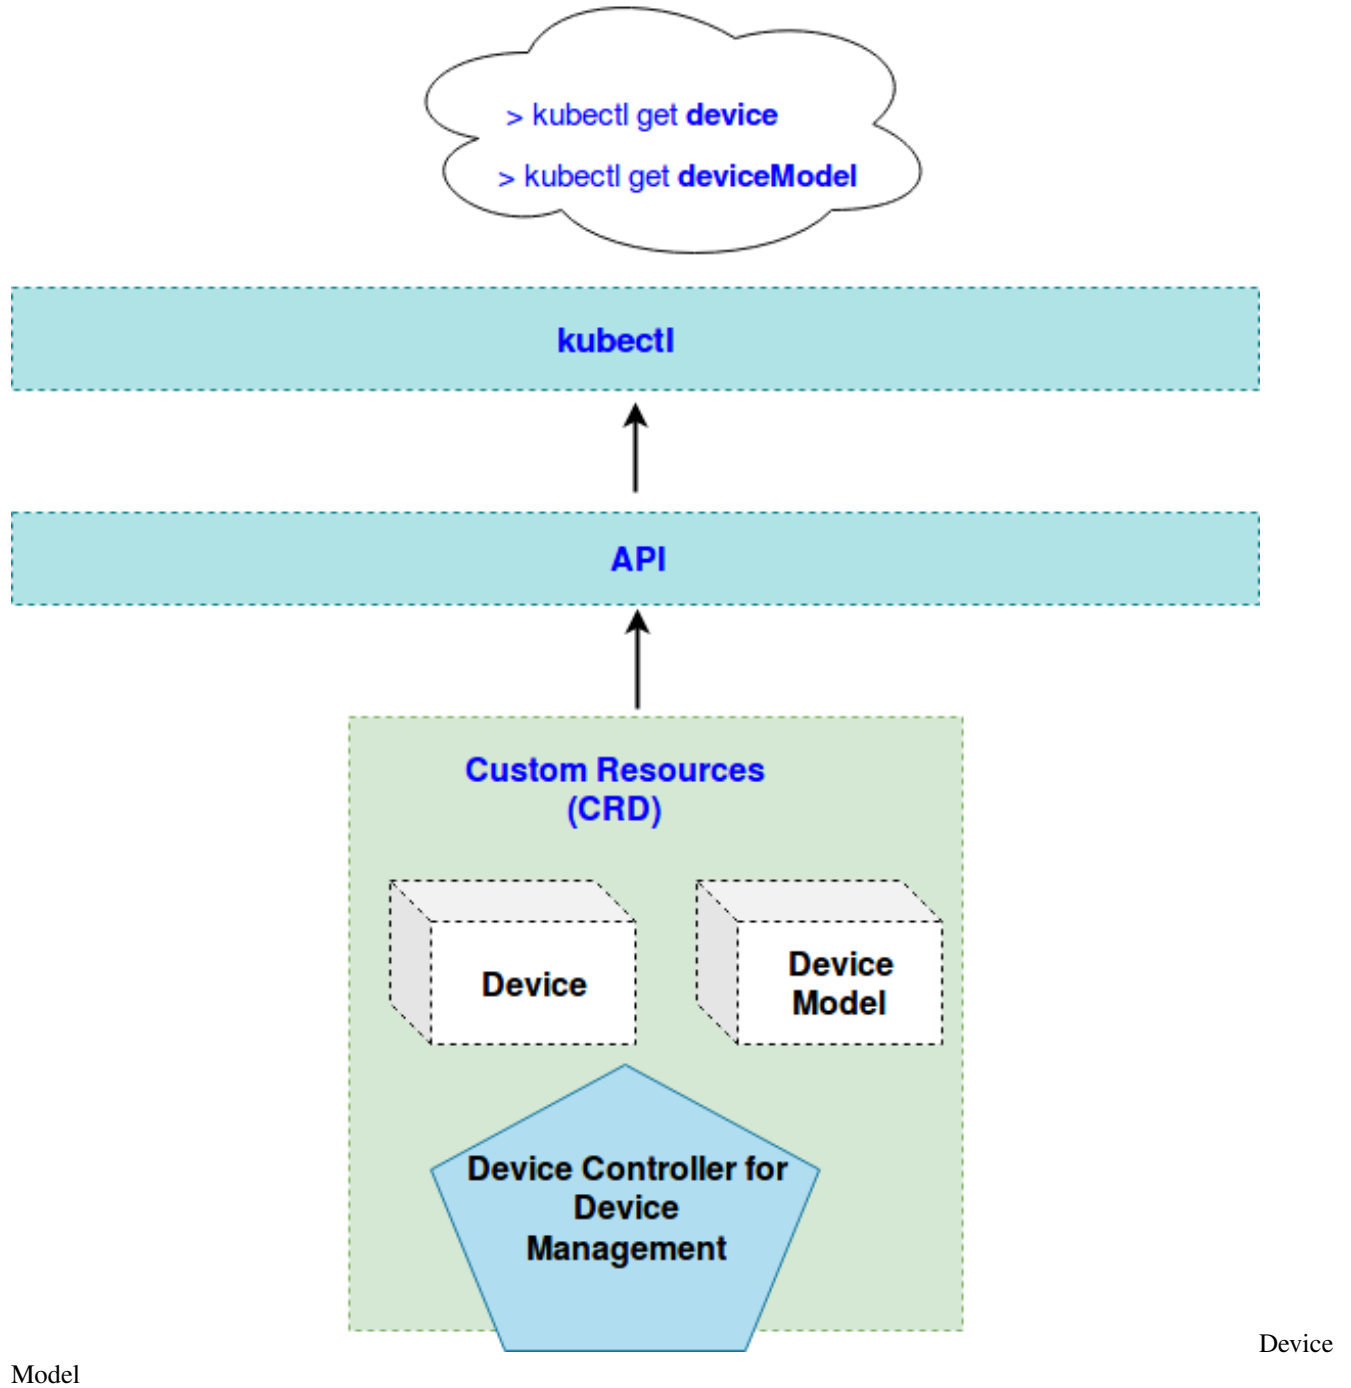 > kubectl get device
> kubectl get deviceModel
kubectl
API
Custom Resources
(CRD)
Device
Device
Model
Device Controller for
Device
Management
Device
Model